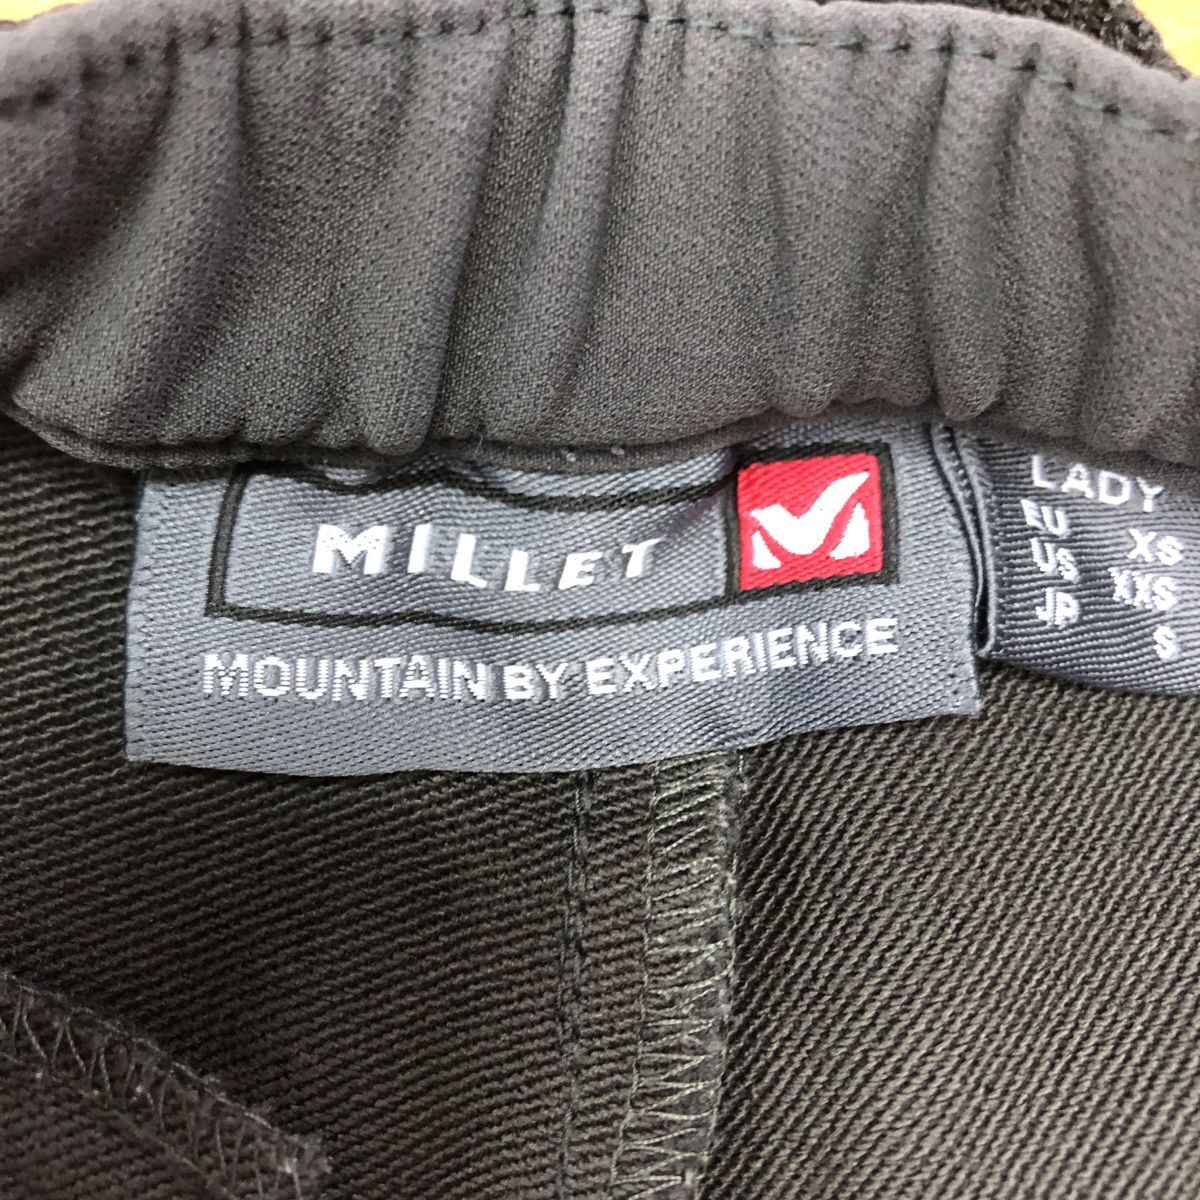 MILLET
MOUNTAIN BY EXPERIENCE
LADY
EU XS
US XXS
JP S